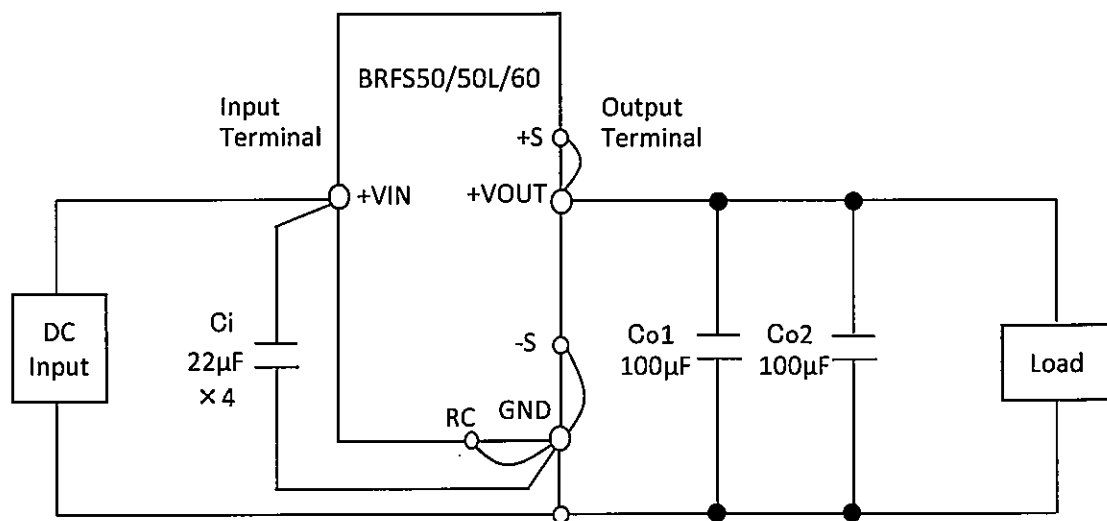 BRFS50/50L/60
Input
Terminal
Output
Terminal
+S
+VIN
+VOUT
DC
Input
Ci
22µF
×4
-S
Co1
100µF
Co2
100µF
Load
RC
GND